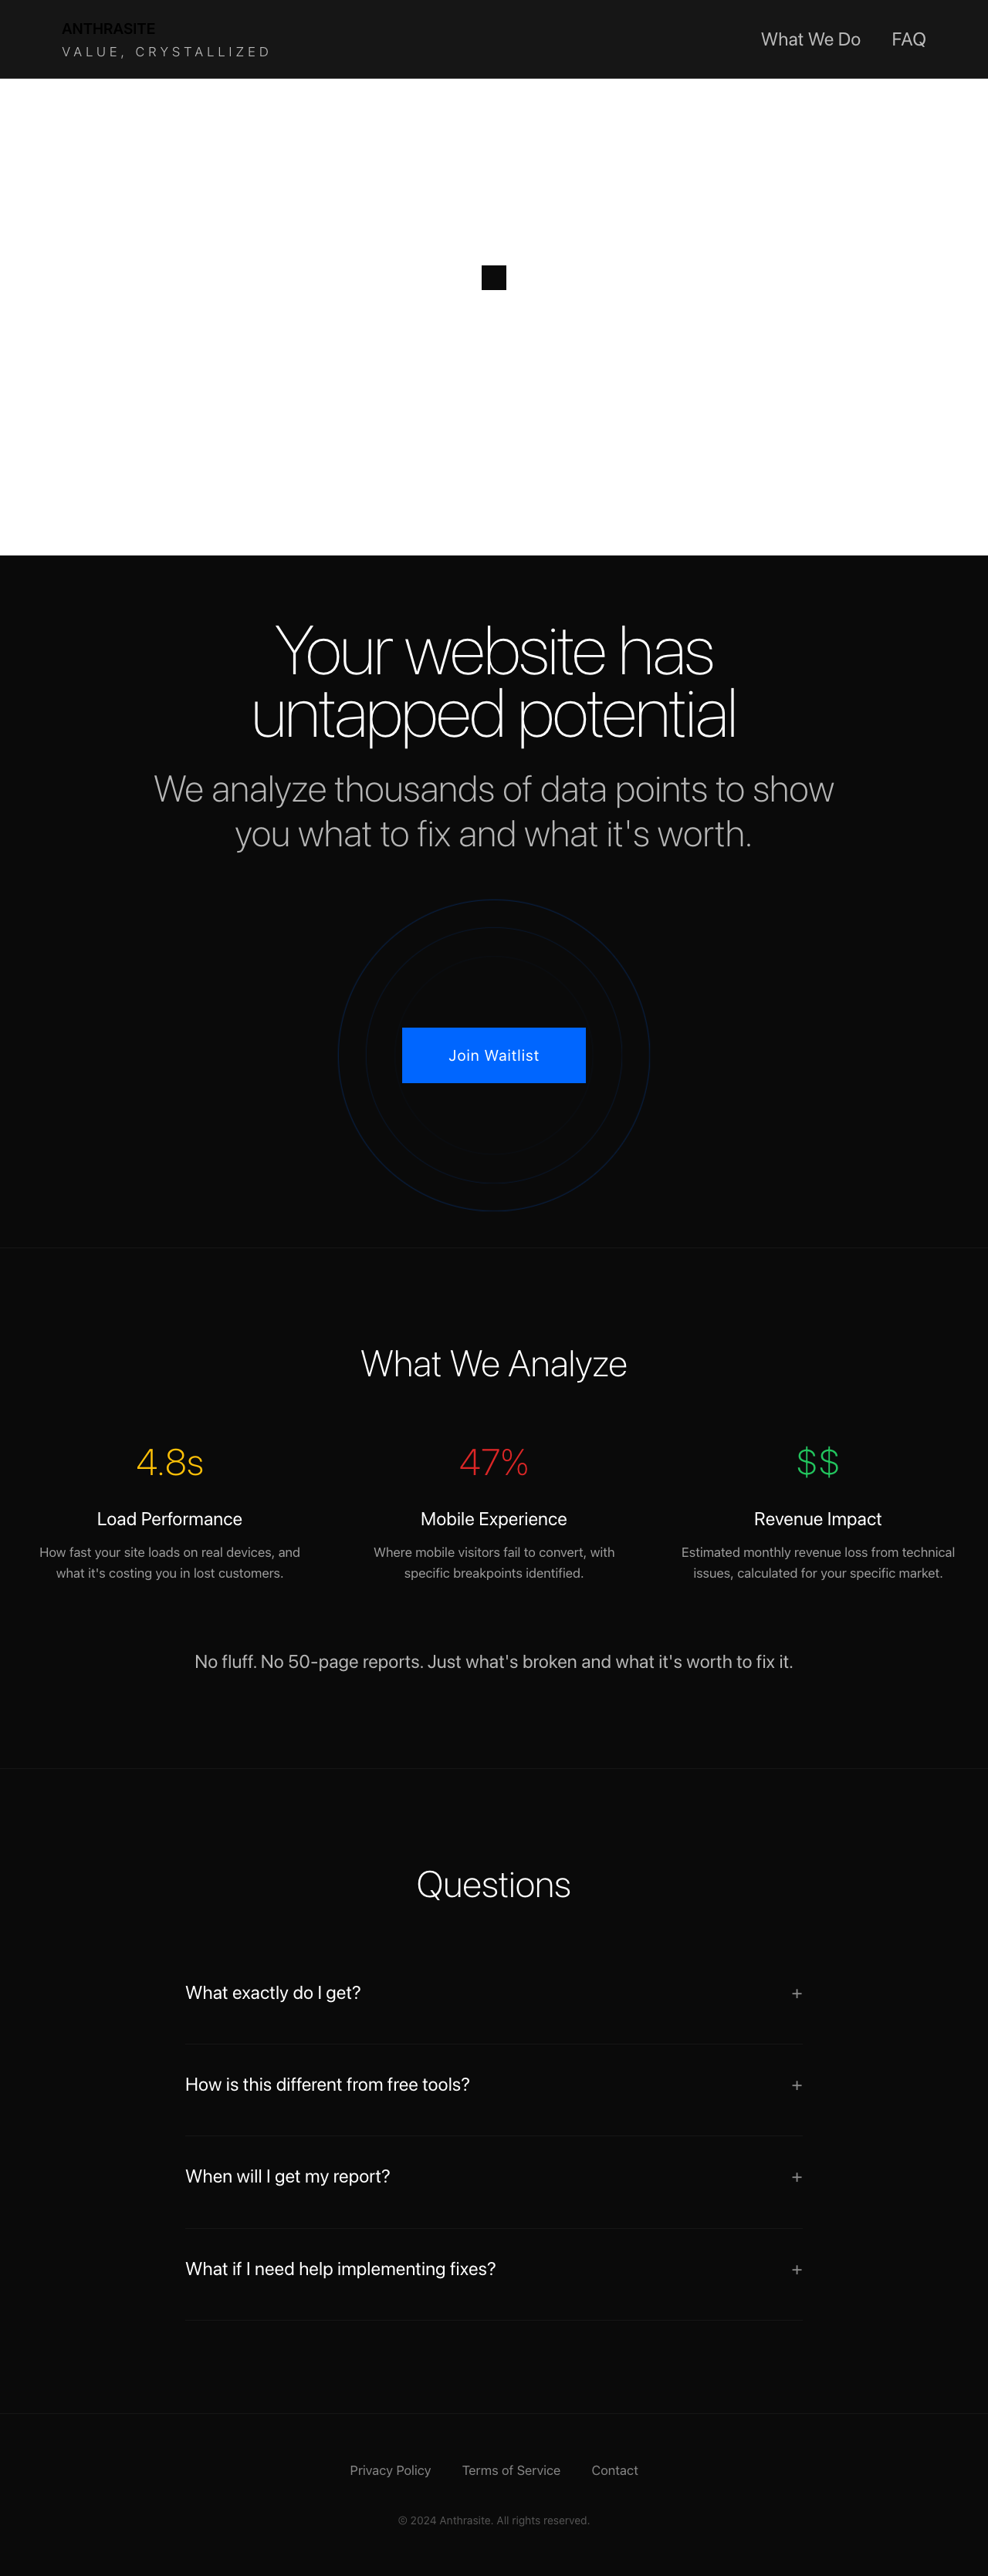 ANTHRASITE
VALUE, CRYSTALLIZED
What We Do
FAQ
Your website has
untapped potential
We analyze thousands of data points to show
you what to fix and what it's worth.
Join Waitlist
What We Analyze
4.8s
Load Performance
How fast your site loads on real devices, and
what it's costing you in lost customers.
47%
Mobile Experience
Where mobile visitors fail to convert, with
specific breakpoints identified.
$$
Revenue Impact
Estimated monthly revenue loss from technical
issues, calculated for your specific market.
No fluff. No 50-page reports. Just what's broken and what it's worth to fix it.
Questions
What exactly do I get? +
How is this different from free tools? +
When will I get my report? +
What if I need help implementing fixes? +
Privacy Policy
Terms of Service
Contact
© 2024 Anthrasite. All rights reserved.